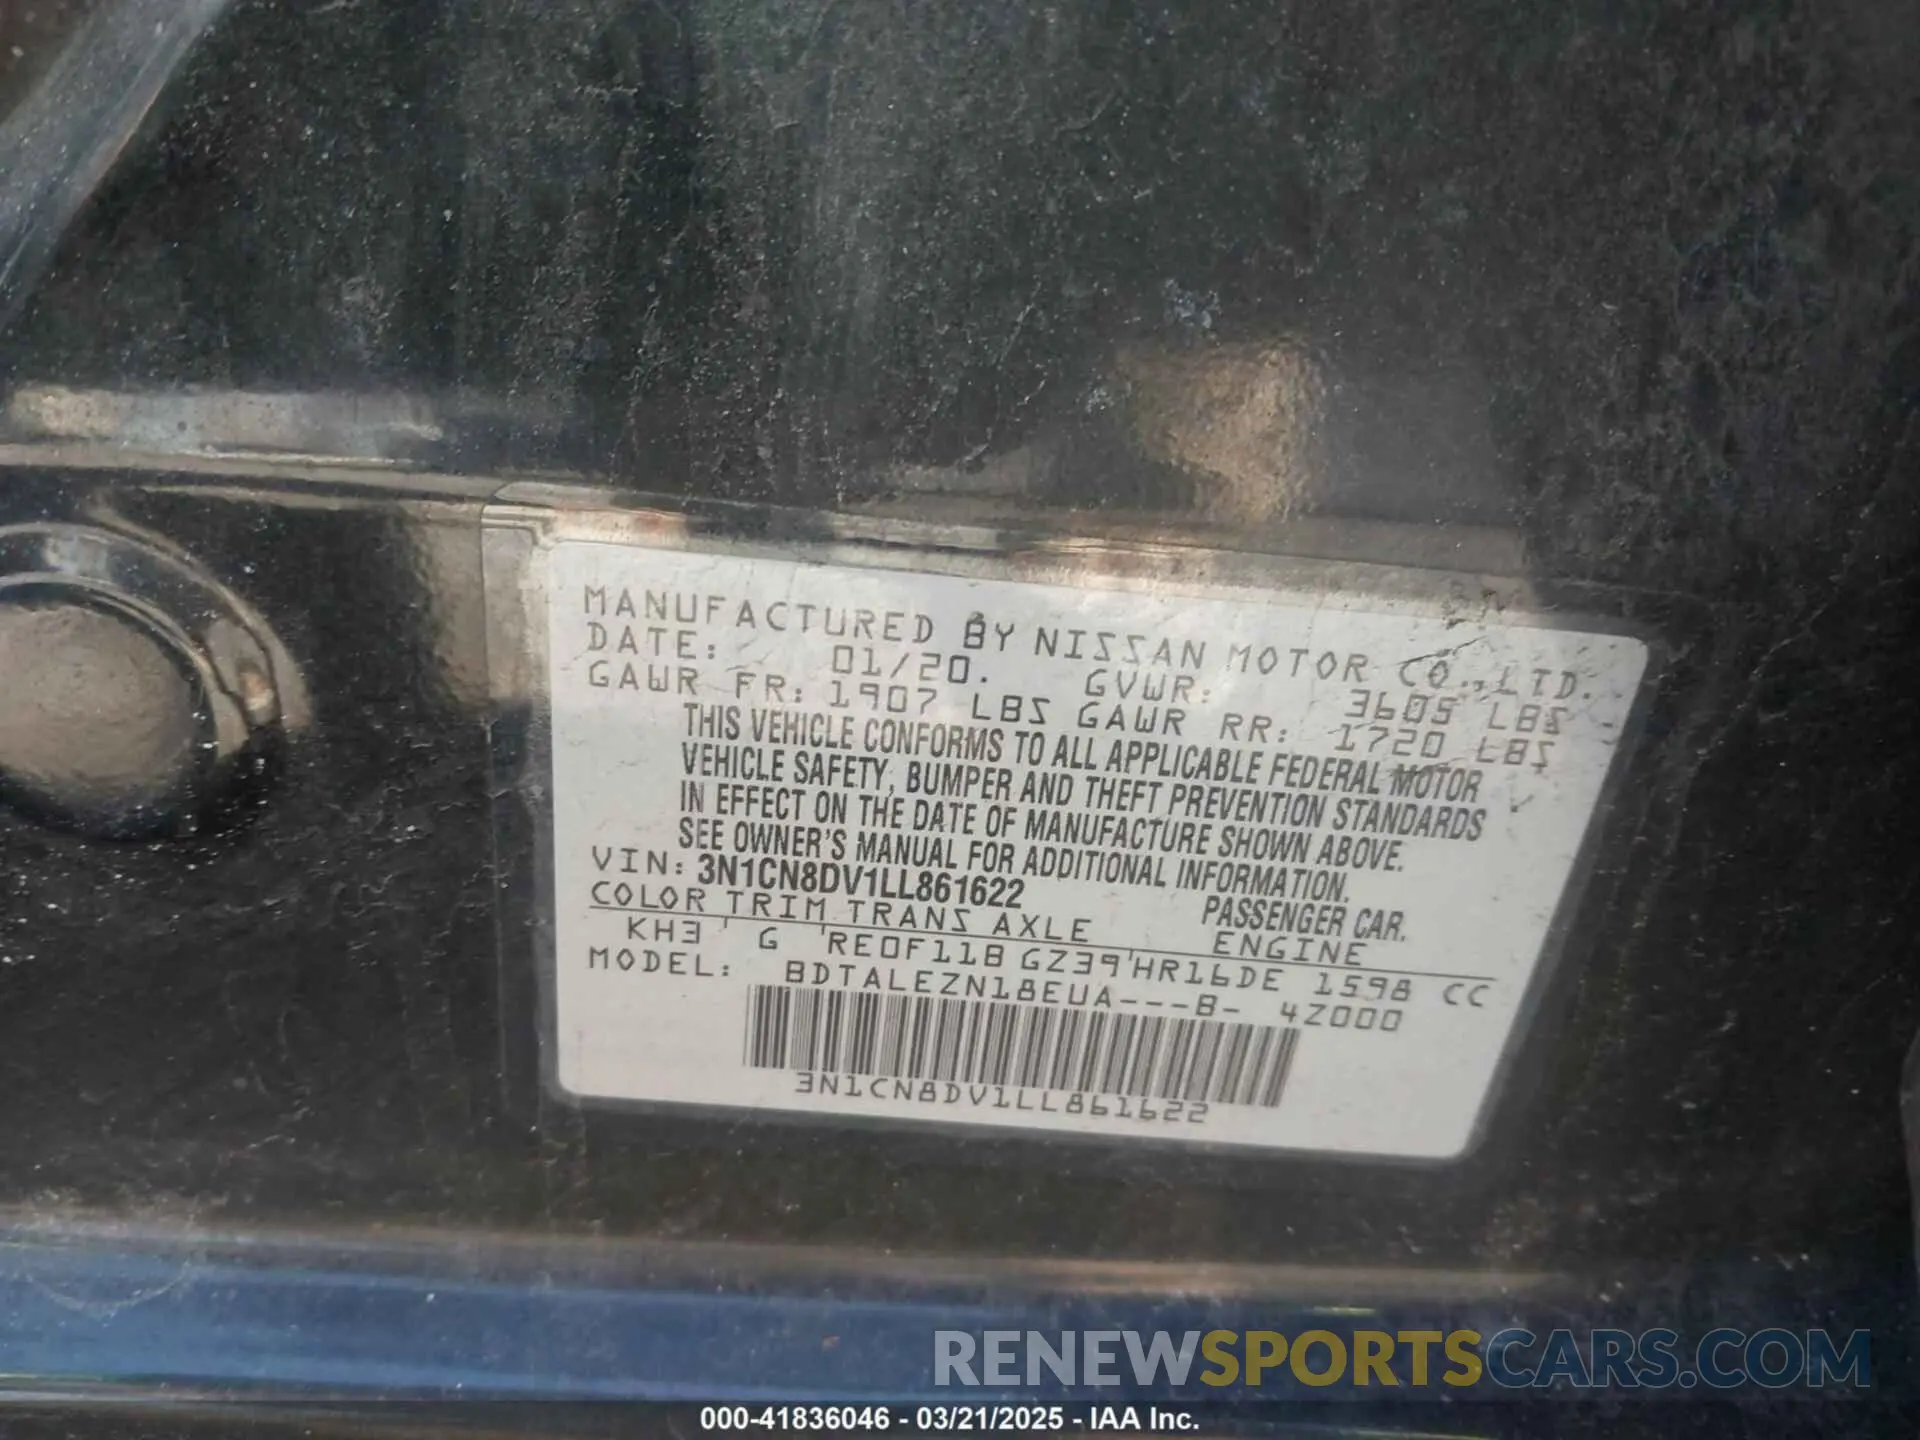 MANUFACTURED BY NISSAN MOTOR CO.,LTD.
DATE: 01/20. GVWR: 3605 LBS
GAWR FR: 1907 LBS GAWR RR: 1720 LBS
THIS VEHICLE CONFORMS TO ALL APPLICABLE FEDERAL MOTOR
VEHICLE SAFETY, BUMPER AND THEFT PREVENTION STANDARDS
IN EFFECT ON THE DATE OF MANUFACTURE SHOWN ABOVE.
SEE OWNER'S MANUAL FOR ADDITIONAL INFORMATION.
VIN: 3N1CN8DV1LL861622 PASSENGER CAR.
COLOR TRIM TRANS AXLE ENGINE
KH3 G RE0F11B GZ39 HR16DE 1598 CC
MODEL: BDTALEZN18EUA---B- 4Z000
3N1CN8DV1LL861622
RENEWSPORTSCARS.COM
000-41836046 - 03/21/2025 - IAA Inc.